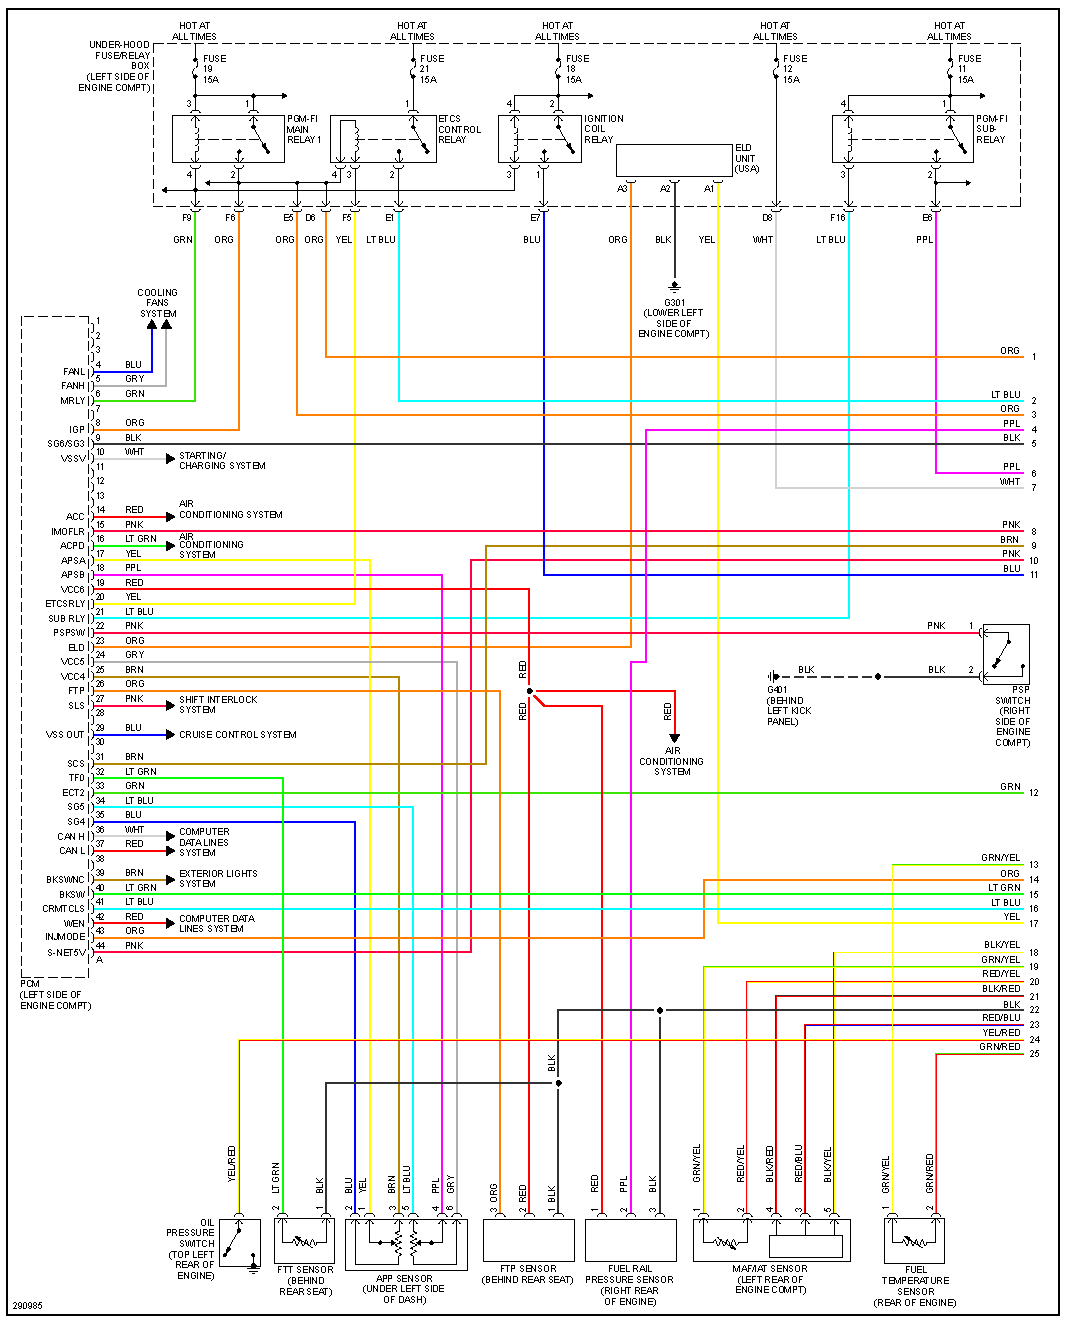 HOT AT
ALL TIMES
HOT AT
ALL TIMES
HOT AT
ALL TIMES
HOT AT
ALL TIMES
HOT AT
ALL TIMES
UNDER-HOOD
FUSE/RELAY
BOX
(LEFT SIDE OF
ENGINE COMPT)
FUSE
19
15A
FUSE
21
15A
FUSE
18
15A
FUSE
12
15A
FUSE
11
15A
3 1 1 4 2 4 1
PGM-FI
MAIN
RELAY 1
ETCS
CONTROL
RELAY
IGNITION
COIL
RELAY
ELD
UNIT
(USA)
PGM-FI
SUB-
RELAY
4 2 4 3 2 3 1 A3 A2 A1 3 2
F9 F6 E5 D6 F5 E1 E7 D8 F16 E6
GRN ORG ORG ORG YEL LT BLU BLU ORG BLK YEL WHT LT BLU PPL
G301
(LOWER LEFT
SIDE OF
ENGINE COMPT)
COOLING
FANS
SYSTEM
1
2
3
FANL 4 BLU
FANH 5 GRY
MRLY 6 GRN
7
IGP 8 ORG
SG6/SG3 9 BLK
VSSV 10 WHT
STARTING/
CHARGING SYSTEM
11
12
13
ACC 14 RED
AIR
CONDITIONING SYSTEM
IMOFLR 15 PNK
ACPD 16 LT GRN
AIR
CONDITIONING
SYSTEM
APSA 17 YEL
APSB 18 PPL
VCC6 19 RED
ETCSRLY 20 YEL
SUB RLY 21 LT BLU
PSPSW 22 PNK
ELD 23 ORG
VCC5 24 GRY
VCC4 25 BRN
FTP 26 ORG
SLS 27 PNK
SHIFT INTERLOCK
SYSTEM
28
VSS OUT 29 BLU
CRUISE CONTROL SYSTEM
30
SCS 31 BRN
TF0 32 LT GRN
ECT2 33 GRN
SG5 34 LT BLU
SG4 35 BLU
CAN H 36 WHT
CAN L 37 RED
COMPUTER
DATA LINES
SYSTEM
38
BKSWNC 39 BRN
EXTERIOR LIGHTS
SYSTEM
BKSW 40 LT GRN
CRMTCLS 41 LT BLU
WEN 42 RED
COMPUTER DATA
LINES SYSTEM
INJMODE 43 ORG
S-NET5V 44 PNK
A
PCM
(LEFT SIDE OF
ENGINE COMPT)
ORG 1
LT BLU 2
ORG 3
PPL 4
BLK 5
PPL 6
WHT 7
PNK 8
BRN 9
PNK 10
BLU 11
PNK 1
BLK BLK 2
G401
(BEHIND
LEFT KICK
PANEL)
PSP
SWITCH
(RIGHT
SIDE OF
ENGINE
COMPT)
RED
RED
RED
AIR
CONDITIONING
SYSTEM
GRN 12
GRN/YEL 13
ORG 14
LT GRN 15
LT BLU 16
YEL 17
BLK/YEL 18
GRN/YEL 19
RED/YEL 20
BLK/RED 21
BLK 22
RED/BLU 23
YEL/RED 24
GRN/RED 25
BLK
YEL/RED
2 LT GRN
1 BLK
2 BLU
1 YEL
3 BRN
5 LT BLU
4 PPL
6 GRY
3 ORG
2 RED
1 BLK
1 RED
2 PPL
3 BLK
1 GRN/YEL
2 RED/YEL
4 BLK/RED
3 RED/BLU
5 BLK/YEL
1 GRN/YEL
2 GRN/RED
OIL
PRESSURE
SWITCH
(TOP LEFT
REAR OF
ENGINE)
FTT SENSOR
(BEHIND
REAR SEAT)
APP SENSOR
(UNDER LEFT SIDE
OF DASH)
FTP SENSOR
(BEHIND REAR SEAT)
FUEL RAIL
PRESSURE SENSOR
(RIGHT REAR
OF ENGINE)
MAF/IAT SENSOR
(LEFT REAR OF
ENGINE COMPT)
FUEL
TEMPERATURE
SENSOR
(REAR OF ENGINE)
290985